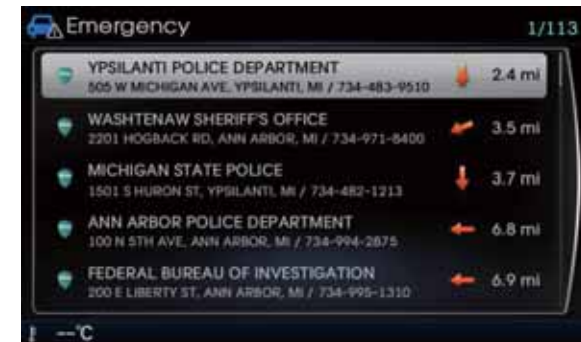 Emergency 1/113
YPSILANTI POLICE DEPARTMENT 2.4 mi
505 W MICHIGAN AVE, YPSILANTI, MI / 734-483-9510
WASHTENAW SHERIFF'S OFFICE 3.5 mi
2201 HOGBACK RD, ANN ARBOR, MI / 734-971-8400
MICHIGAN STATE POLICE 3.7 mi
1501 S HURON ST, YPSILANTI, MI / 734-482-1213
ANN ARBOR POLICE DEPARTMENT 6.8 mi
100 N 5TH AVE, ANN ARBOR, MI / 734-994-2875
FEDERAL BUREAU OF INVESTIGATION 6.9 mi
200 E LIBERTY ST, ANN ARBOR, MI / 734-995-1310
--°C